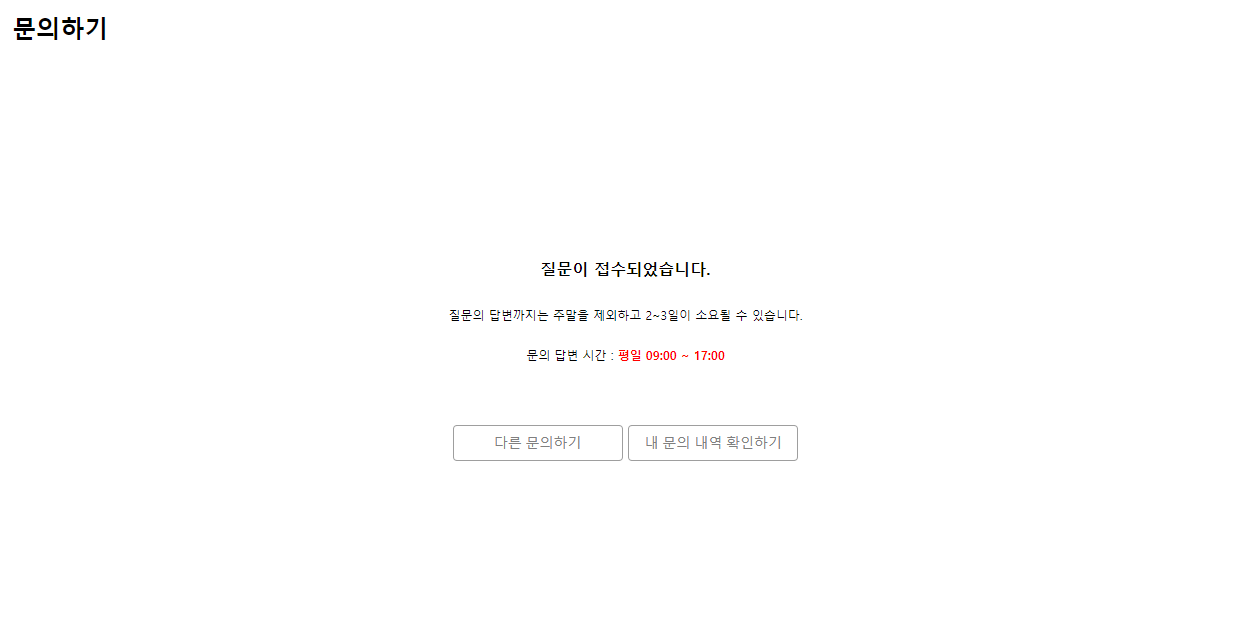 문의하기
질문이 접수되었습니다.
질문의 답변까지는 주말을 제외하고 2~3일이 소요될 수 있습니다.
문의 답변 시간 : 평일 09:00 ~ 17:00
다른 문의하기
내 문의 내역 확인하기